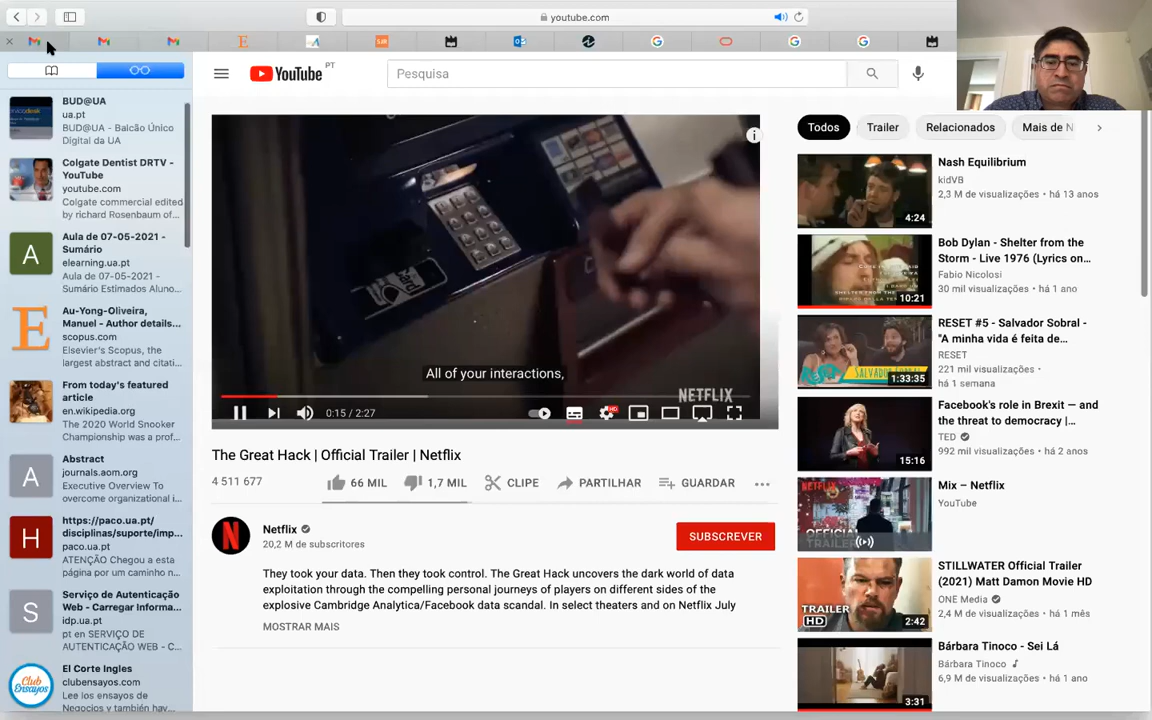 youtube.com
YouTube PT
Pesquisa
BUD@UA
ua.pt
BUD@UA - Balcão Único
Digital da UA
Colgate Dentist DRTV -
YouTube
youtube.com
Colgate commercial edited
by richard Rosenbaum of...
A
Aula de 07-05-2021 -
Sumário
elearning.ua.pt
Aula de 07-05-2021 -
Sumário Estimados Aluno...
E
Au-Yong-Oliveira,
Manuel - Author details...
scopus.com
Elsevier's Scopus, the
largest abstract and citati...
From today's featured
article
en.wikipedia.org
The 2020 World Snooker
Championship was a prof...
A
Abstract
journals.aom.org
Executive Overview To
overcome organizational i...
H
https://paco.ua.pt/
disciplinas/suporte/imp...
paco.ua.pt
ATENÇÃO Chegou a esta
página por um caminho n...
S
Serviço de Autenticação
Web - Carregar Informa...
idp.ua.pt
pt en SERVIÇO DE
AUTENTICAÇÃO WEB - C...
Club
Ensayos
El Corte Ingles
clubensayos.com
Lee los ensayos de
Negocios y también hay...
All of your interactions,
NETFLIX
0:15 / 2:27
HD
The Great Hack | Official Trailer | Netflix
4 511 677
66 MIL
1,7 MIL
CLIPE
PARTILHAR
GUARDAR
N
Netflix
20,2 M de subscritores
SUBSCREVER
They took your data. Then they took control. The Great Hack uncovers the dark world of data
exploitation through the compelling personal journeys of players on different sides of the
explosive Cambridge Analytica/Facebook data scandal. In select theaters and on Netflix July
MOSTRAR MAIS
Todos
Trailer
Relacionados
Mais de N
4:24
Nash Equilibrium
kidVB
2,3 M de visualizações • há 13 anos
10:21
Bob Dylan - Shelter from the
Storm - Live 1976 (Lyrics on...
Fabio Nicolosi
30 mil visualizações • há 1 ano
1:33:35
RESET #5 - Salvador Sobral -
"A minha vida é feita de...
RESET
221 mil visualizações •
há 1 semana
15:16
Facebook's role in Brexit — and
the threat to democracy |...
TED
992 mil visualizações • há 2 anos
Mix – Netflix
YouTube
TRAILER
HD
2:42
STILLWATER Official Trailer
(2021) Matt Damon Movie HD
ONE Media
2,4 M de visualizações • há 1 mês
3:31
Bárbara Tinoco - Sei Lá
Bárbara Tinoco
6,9 M de visualizações • há 1 ano